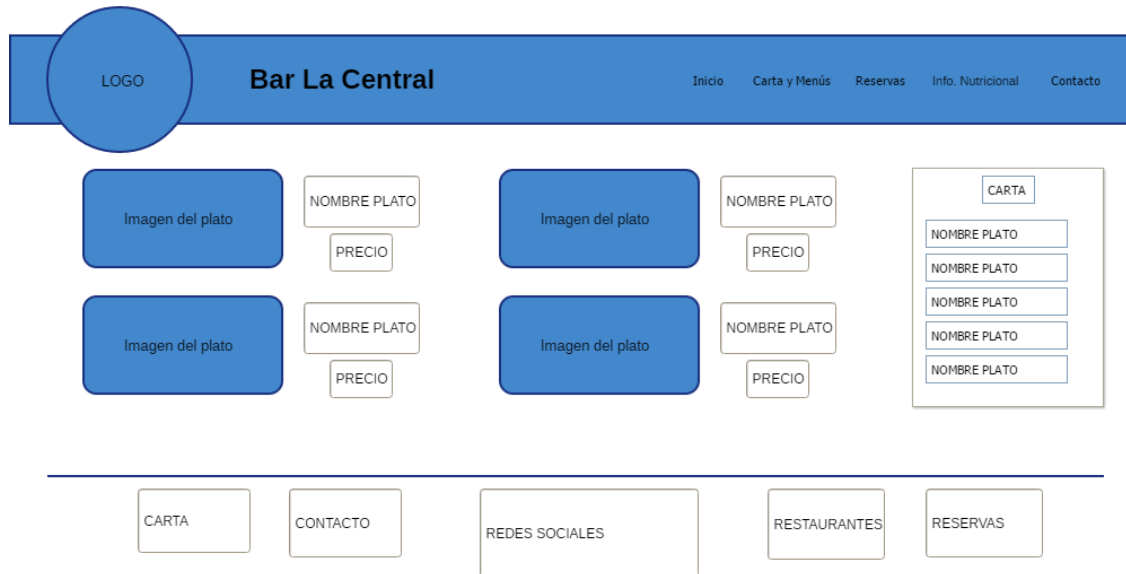 LOGO
Bar La Central
Inicio
Carta y Menús
Reservas
Info. Nutricional
Contacto
Imagen del plato
NOMBRE PLATO
PRECIO
Imagen del plato
NOMBRE PLATO
PRECIO
Imagen del plato
NOMBRE PLATO
PRECIO
Imagen del plato
NOMBRE PLATO
PRECIO
CARTA
NOMBRE PLATO
NOMBRE PLATO
NOMBRE PLATO
NOMBRE PLATO
NOMBRE PLATO
CARTA
CONTACTO
REDES SOCIALES
RESTAURANTES
RESERVAS